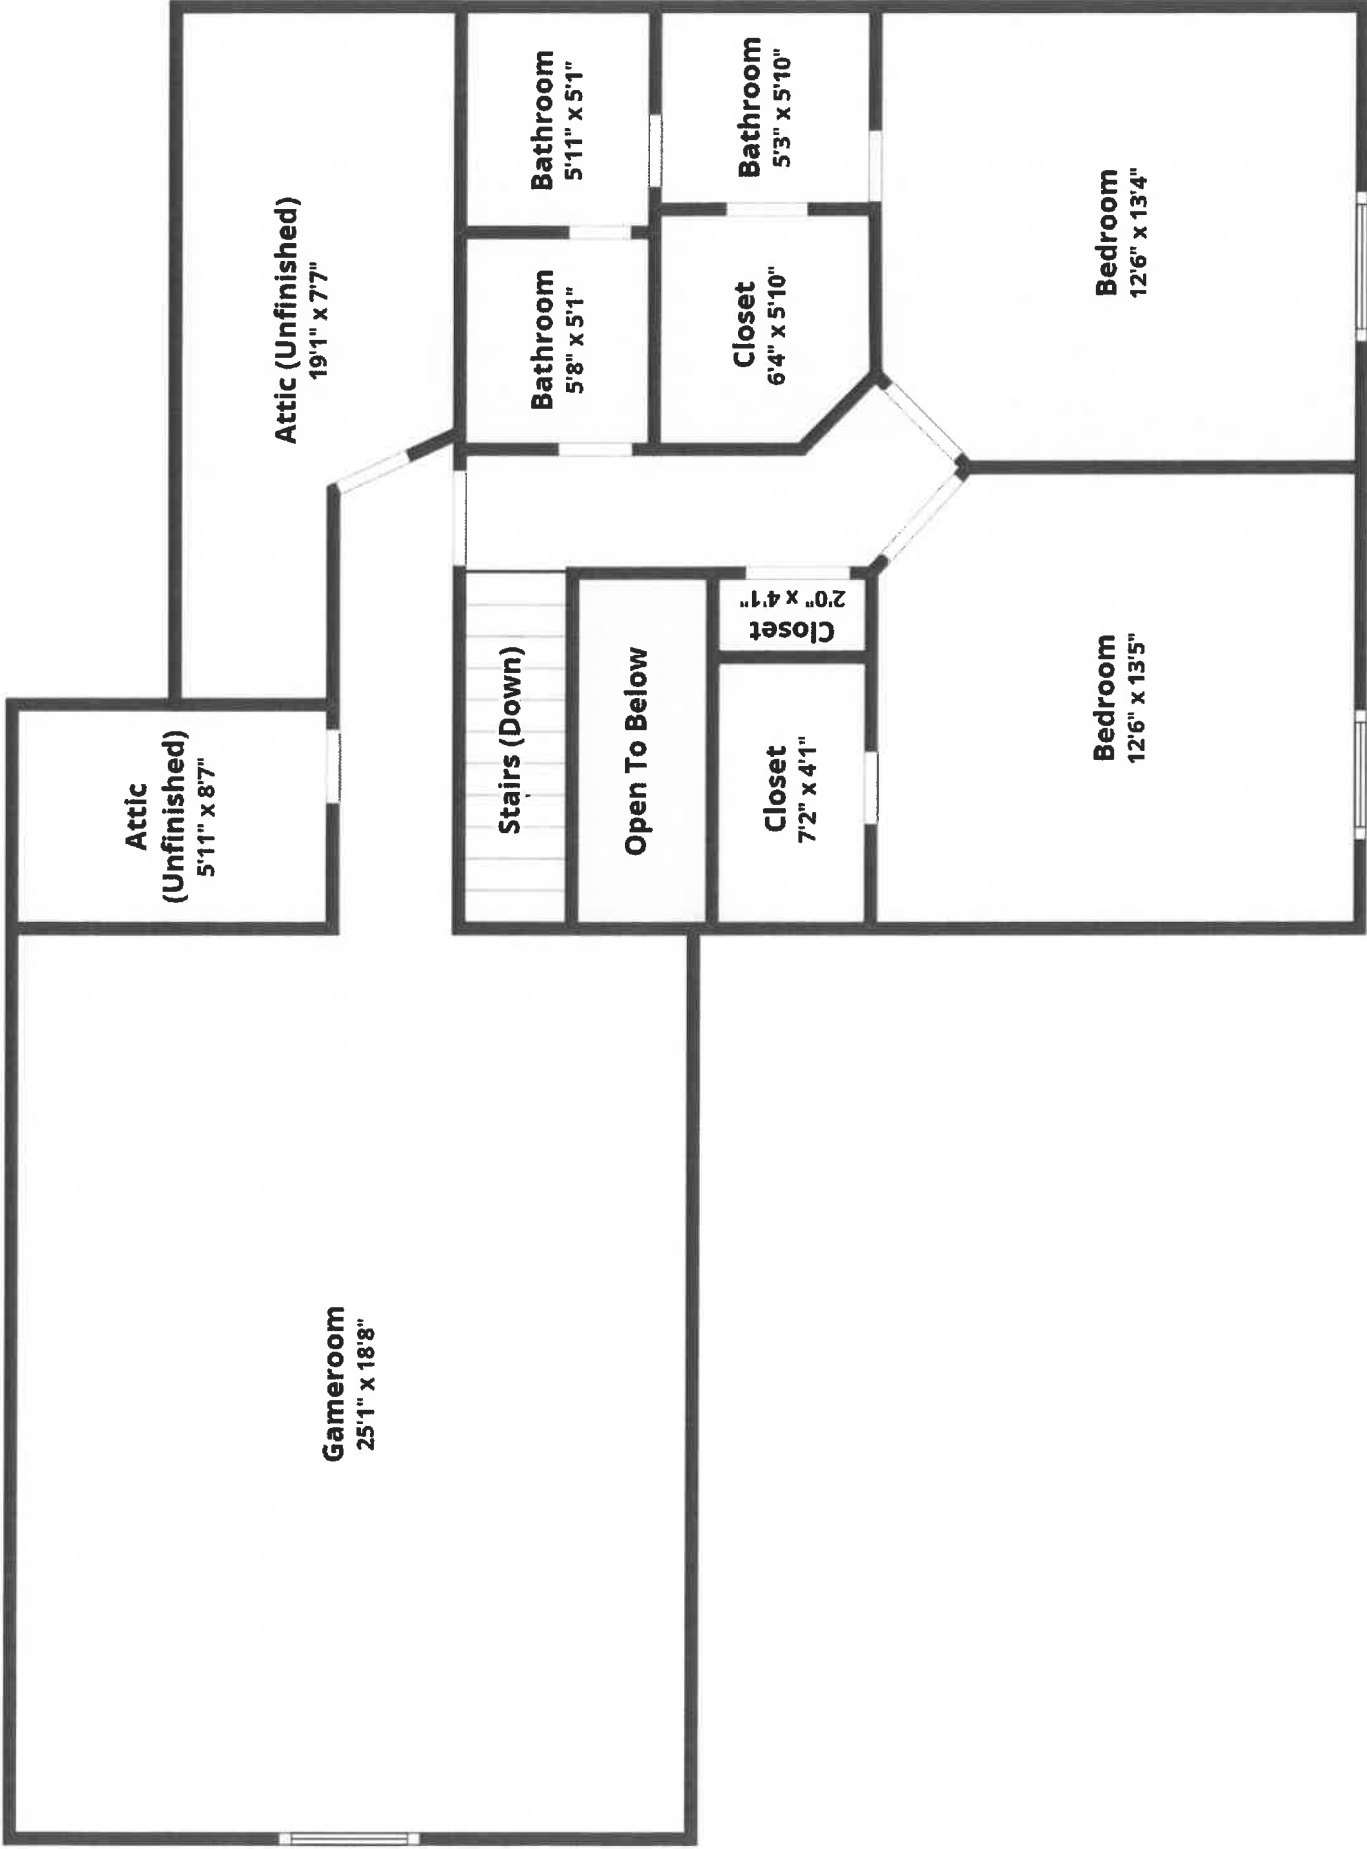 Gameroom
25'1" x 18'8"
Attic
(Unfinished)
5'11" x 8'7"
Attic (Unfinished)
19'1" x 7'7"
Bathroom
5'11" x 5'1"
Bathroom
5'8" x 5'1"
Bathroom
5'3" x 5'10"
Closet
6'4" x 5'10"
Stairs (Down)
Open To Below
Closet
2'0" x 4'1"
Closet
7'2" x 4'1"
Bedroom
12'6" x 13'5"
Bedroom
12'6" x 13'4"